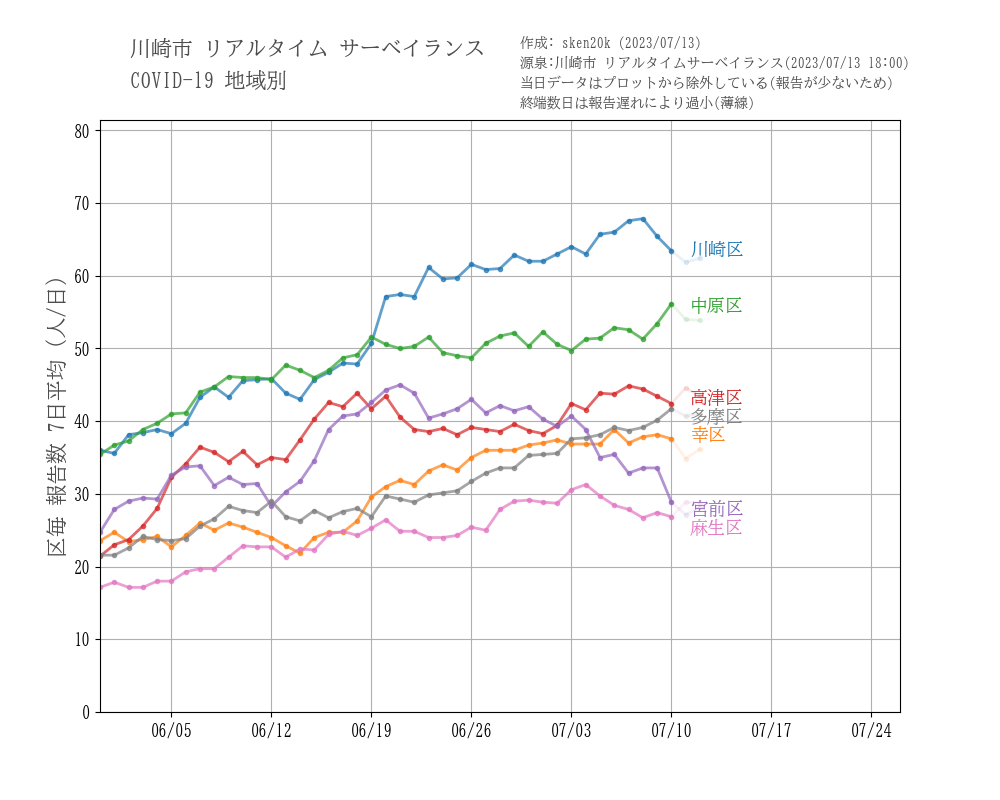 川崎市 リアルタイム サーベイランス
COVID-19 地域別
作成: sken20k (2023/07/13)
源泉:川崎市 リアルタイムサーベイランス(2023/07/13 18:00)
当日データはプロットから除外している(報告が少ないため)
終端数日は報告遅れにより過小(薄線)
区毎 報告数 7日平均 (人/日)
80
70
60
50
40
30
20
10
0
川崎区
中原区
高津区
多摩区
幸区
宮前区
麻生区
06/05 06/12 06/19 06/26 07/03 07/10 07/17 07/24